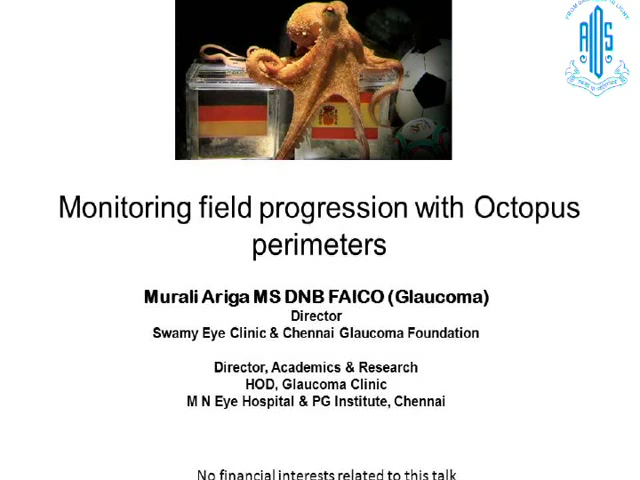 AIOS
Monitoring field progression with Octopus
perimeters
Murali Ariga MS DNB FAICO (Glaucoma)
Director
Swamy Eye Clinic & Chennai Glaucoma Foundation
Director, Academics & Research
HOD, Glaucoma Clinic
M N Eye Hospital & PG Institute, Chennai
No financial interests related to this talk